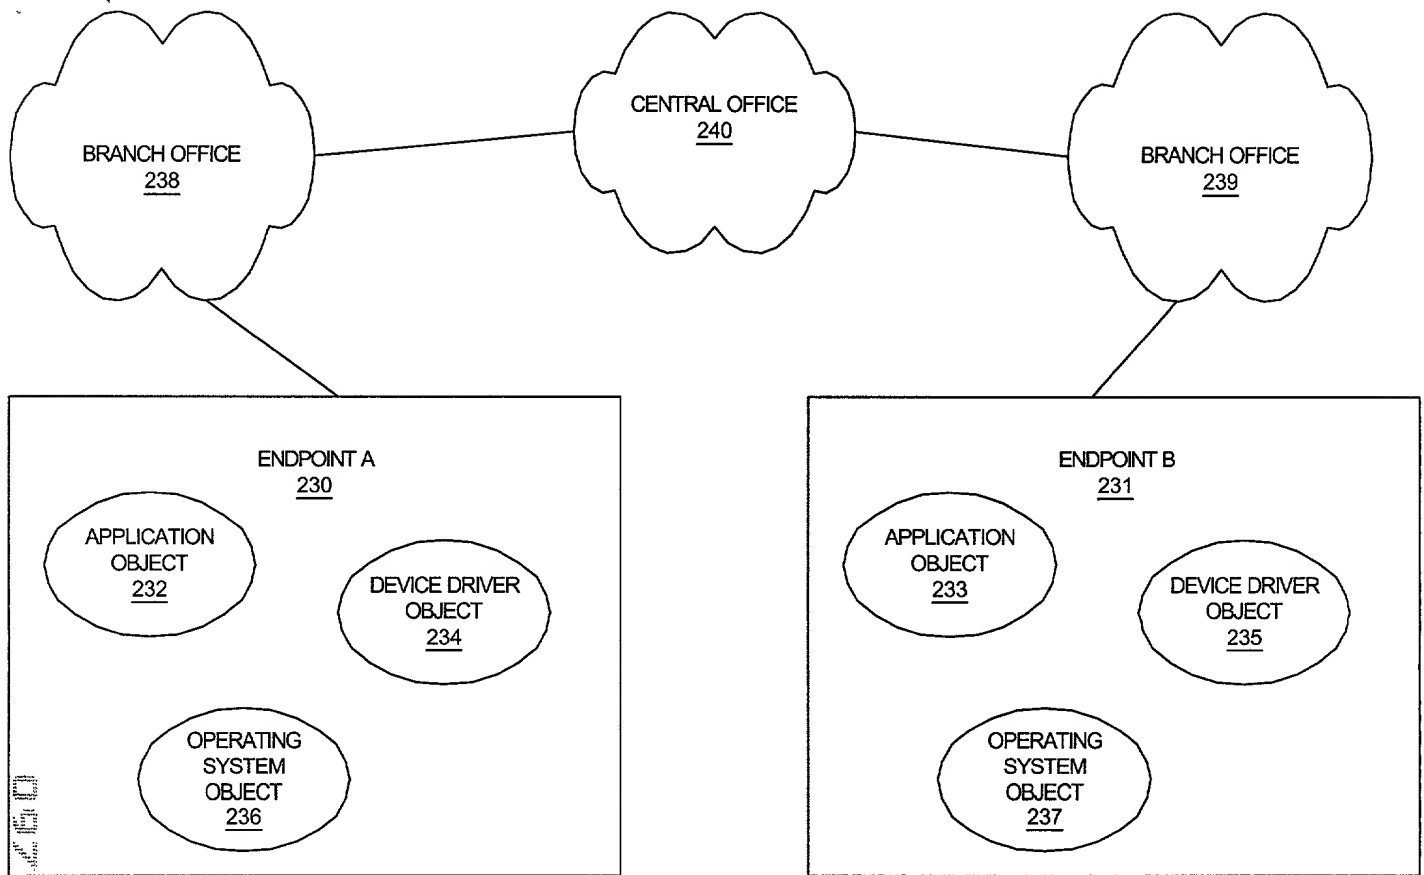 CENTRAL OFFICE
240
BRANCH OFFICE
238
BRANCH OFFICE
239
ENDPOINT A
230
APPLICATION
OBJECT
232
DEVICE DRIVER
OBJECT
234
OPERATING
SYSTEM
OBJECT
236
ENDPOINT B
231
APPLICATION
OBJECT
233
DEVICE DRIVER
OBJECT
235
OPERATING
SYSTEM
OBJECT
237